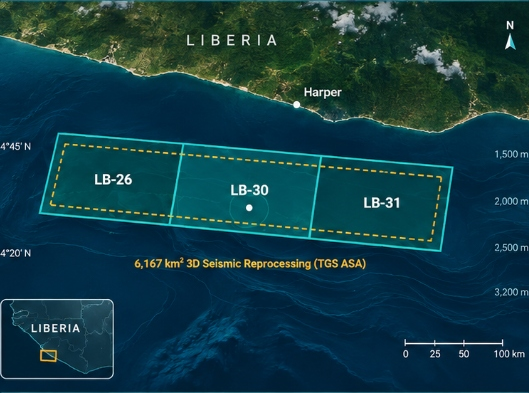 LIBERIA
N
Harper
4°45' N
1,500 m
LB-26
LB-30
LB-31
2,000 m
4°20' N
2,500 m
6,167 km² 3D Seismic Reprocessing (TGS ASA)
3,200 m
LIBERIA
0 25 50 100 km